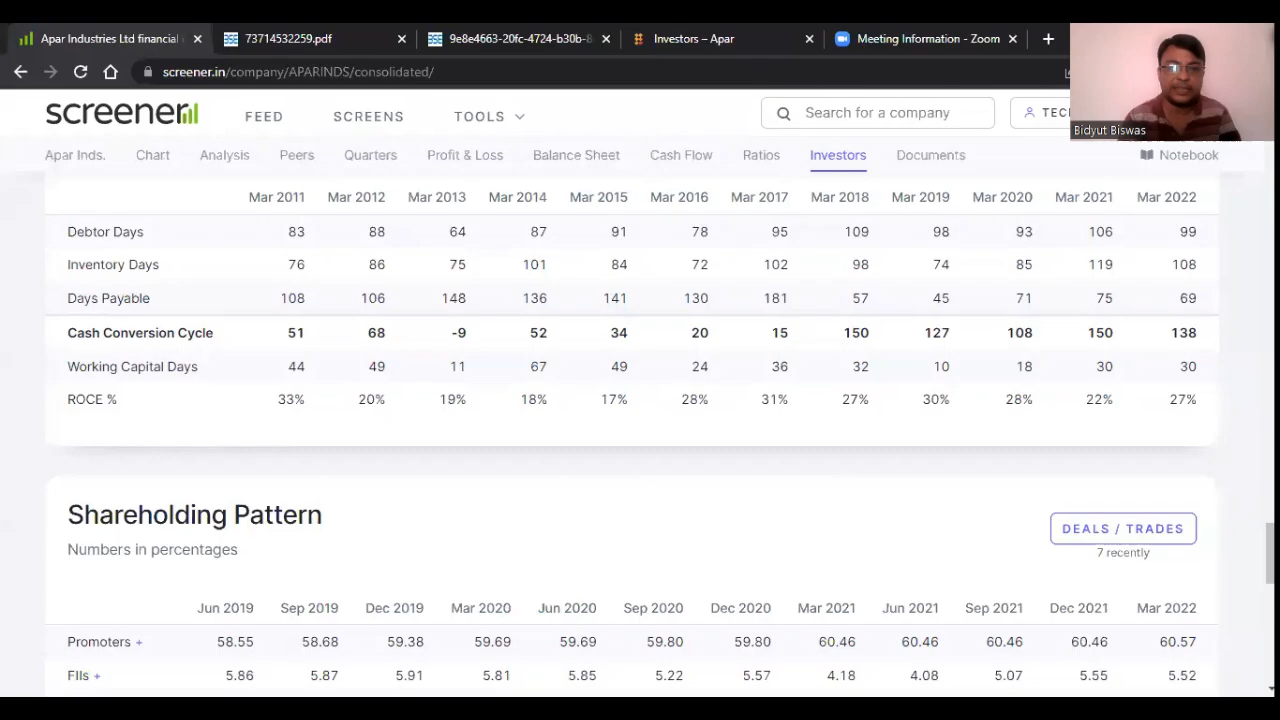 Apar Industries Ltd financial
73714532259.pdf
9e8e4663-20fc-4724-b30b-8
Investors – Apar
Meeting Information - Zoom
screener.in/company/APARINDS/consolidated/
screener
FEED SCREENS TOOLS
Search for a company
TEC
Bidyut Biswas
Apar Inds. Chart Analysis Peers Quarters Profit & Loss Balance Sheet Cash Flow Ratios Investors Documents Notebook
Mar 2011 Mar 2012 Mar 2013 Mar 2014 Mar 2015 Mar 2016 Mar 2017 Mar 2018 Mar 2019 Mar 2020 Mar 2021 Mar 2022
Debtor Days 83 88 64 87 91 78 95 109 98 93 106 99
Inventory Days 76 86 75 101 84 72 102 98 74 85 119 108
Days Payable 108 106 148 136 141 130 181 57 45 71 75 69
Cash Conversion Cycle 51 68 -9 52 34 20 15 150 127 108 150 138
Working Capital Days 44 49 11 67 49 24 36 32 10 18 30 30
ROCE % 33% 20% 19% 18% 17% 28% 31% 27% 30% 28% 22% 27%
Shareholding Pattern
Numbers in percentages
DEALS / TRADES
7 recently
Jun 2019 Sep 2019 Dec 2019 Mar 2020 Jun 2020 Sep 2020 Dec 2020 Mar 2021 Jun 2021 Sep 2021 Dec 2021 Mar 2022
Promoters + 58.55 58.68 59.38 59.69 59.69 59.80 59.80 60.46 60.46 60.46 60.46 60.57
FIIs + 5.86 5.87 5.91 5.81 5.85 5.22 5.57 4.18 4.08 5.07 5.55 5.52